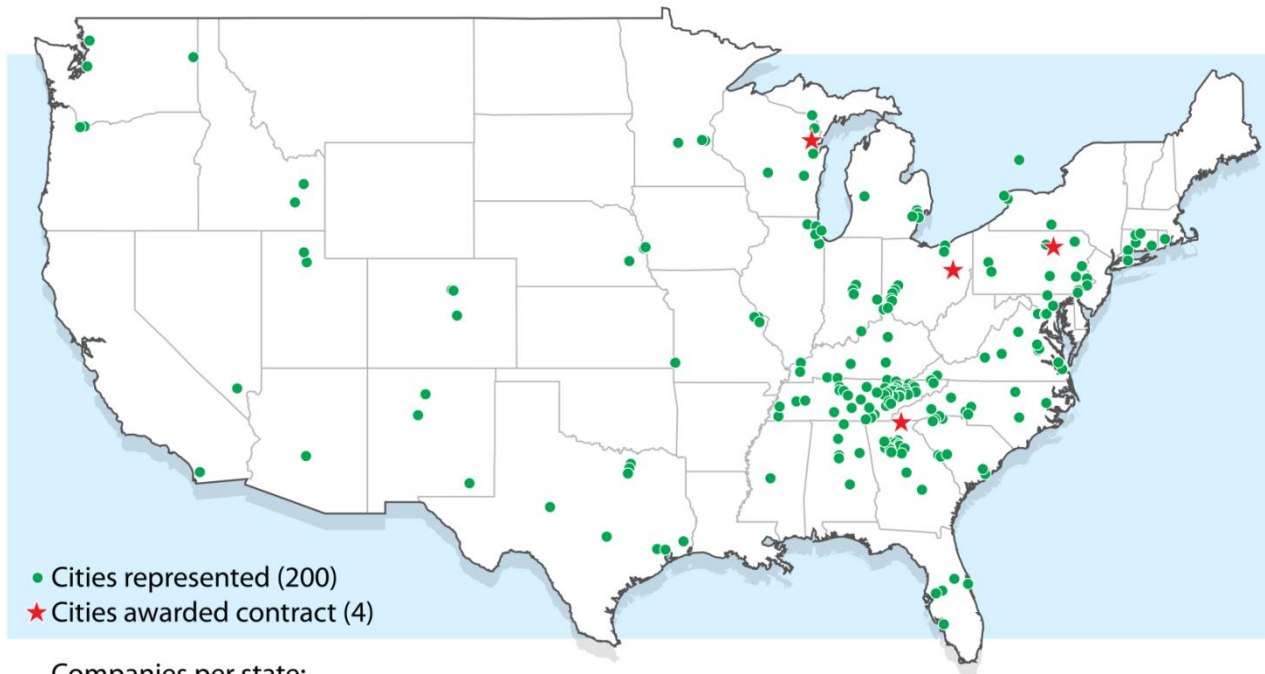 Cities represented (200)
Cities awarded contract (4)
Companies per state: